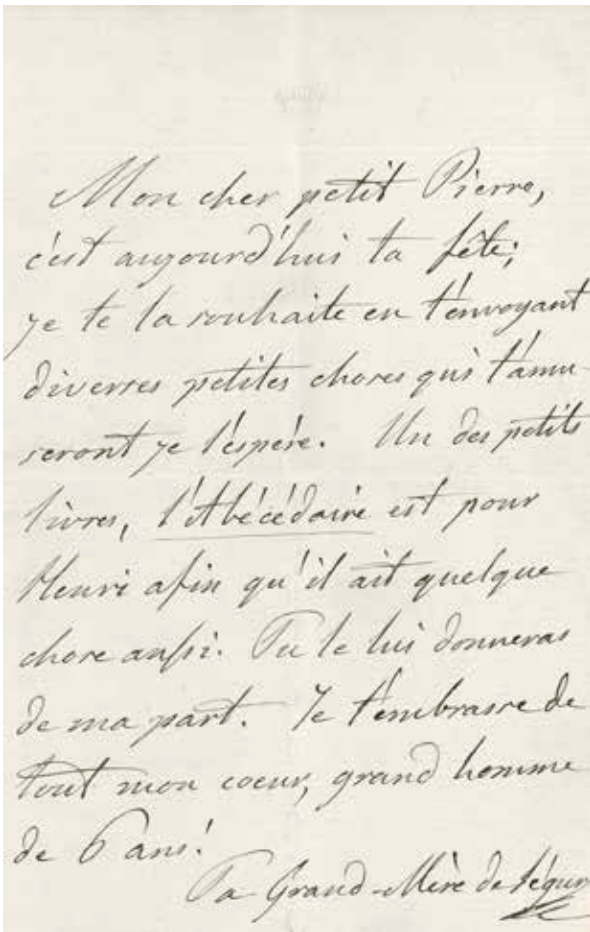 Mon cher petit Pierre,
c'est aujourd'hui ta fête;
je te la souhaite en t'envoyant
diverses petites choses qui t'amu-
seront je l'espère. Un des petits
livres, l'Abécédaire est pour
Henri afin qu'il ait quelque
chose aussi. Tu le lui donneras
de ma part. Je t'embrasse de
tout mon coeur, grand homme
de 6 ans!
Ta Grand-Mère de Ségur